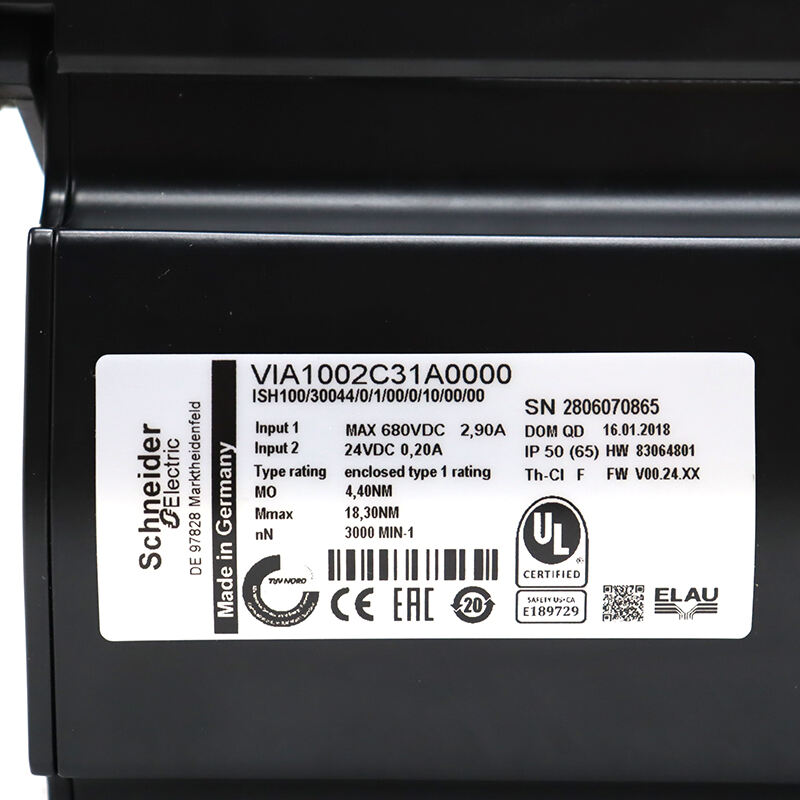 VIA1002C31A0000
ISH100/30044/0/1/00/0/10/00/00
Input 1 MAX 680VDC 2,90A
Input 2 24VDC 0,20A
Type rating enclosed type 1 rating
MO 4,40NM
Mmax 18,30NM
nN 3000 MIN-1
SN 2806070865
DOM QD 16.01.2018
IP 50 (65) HW 83064801
Th-Cl F FW V00.24.XX
Schneider
Electric
DE 97828 Marktheidenfeld
Made in Germany
TÜV NORD
CE EAC 20
UL
CERTIFIED
SAFETY US•CA
E189729
ELAU